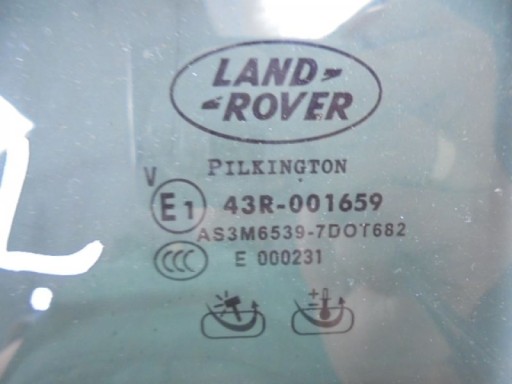 LAND-
-ROVER
PILKINGTON
V
E1 43R-001659
AS3M6539-7DOT682
CCC E 000231